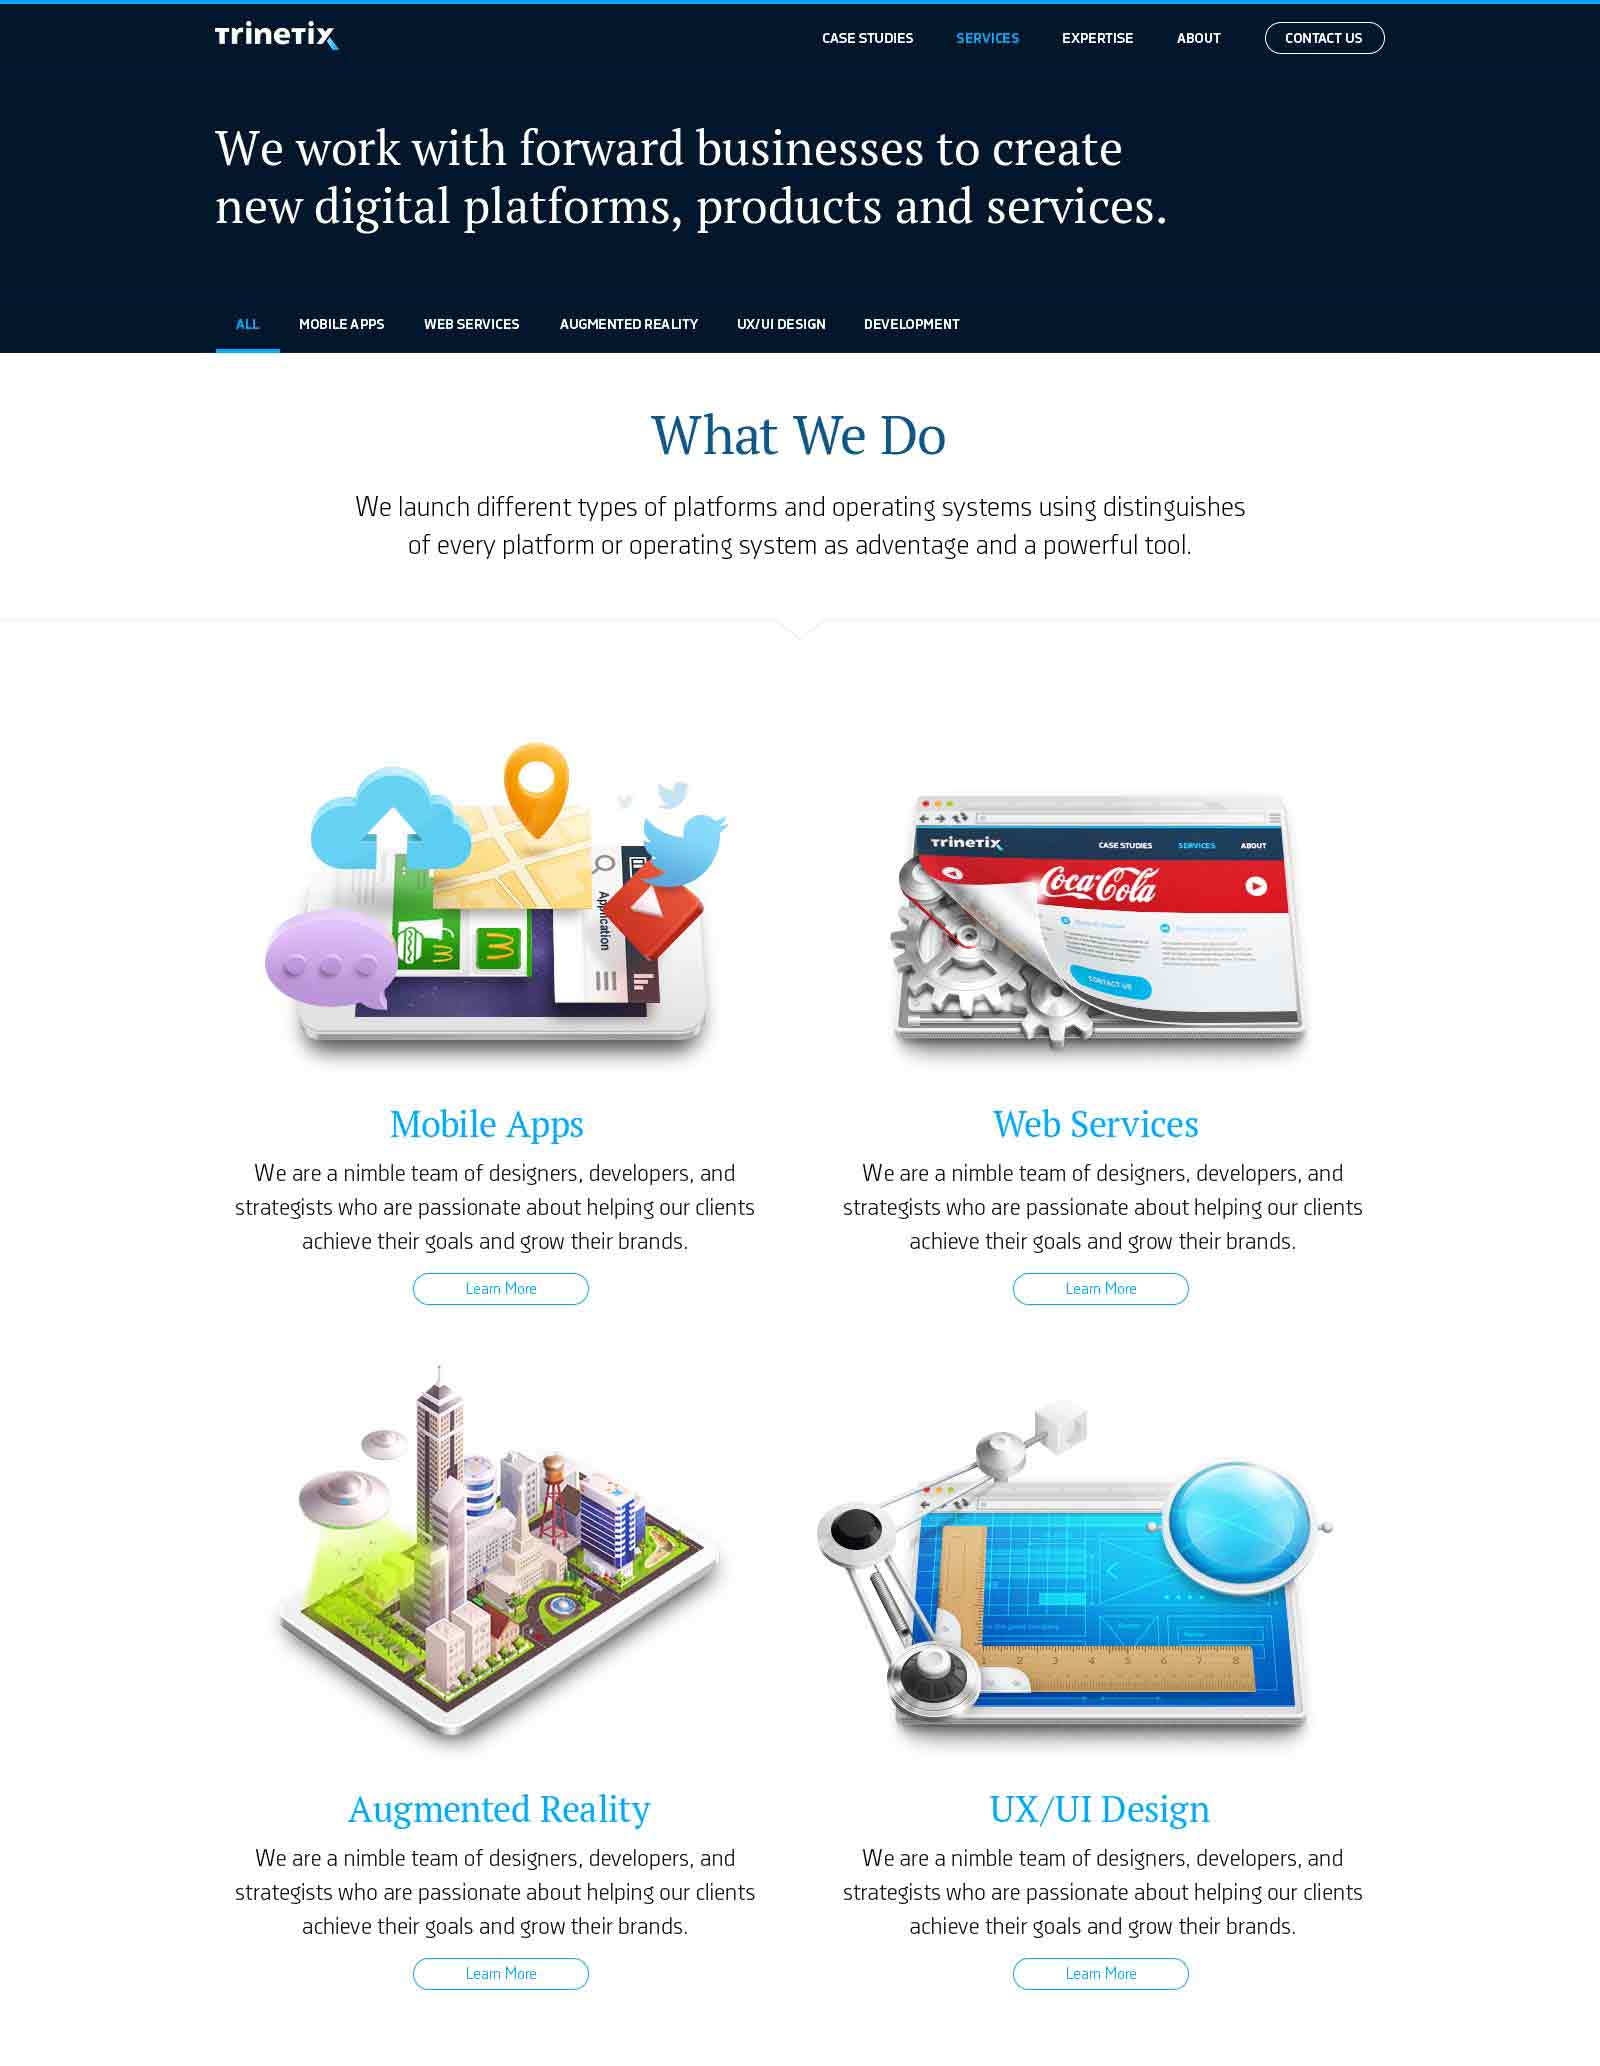 Trinetix
CASE STUDIES
SERVICES
EXPERTISE
ABOUT
CONTACT US
We work with forward businesses to create
new digital platforms, products and services.
ALL
MOBILE APPS
WEB SERVICES
AUGMENTED REALITY
UX/UI DESIGN
DEVELOPMENT
What We Do
We launch different types of platforms and operating systems using distinguishes
of every platform or operating system as adventage and a powerful tool.
Application
Trinetix
CASE STUDIES
SERVICES
ABOUT
Coca-Cola
CONTACT US
Mobile Apps
We are a nimble team of designers, developers, and
strategists who are passionate about helping our clients
achieve their goals and grow their brands.
Learn More
Web Services
We are a nimble team of designers, developers, and
strategists who are passionate about helping our clients
achieve their goals and grow their brands.
Learn More
1 2 3 4 5 6 7 8
Augmented Reality
We are a nimble team of designers, developers, and
strategists who are passionate about helping our clients
achieve their goals and grow their brands.
Learn More
UX/UI Design
We are a nimble team of designers, developers, and
strategists who are passionate about helping our clients
achieve their goals and grow their brands.
Learn More